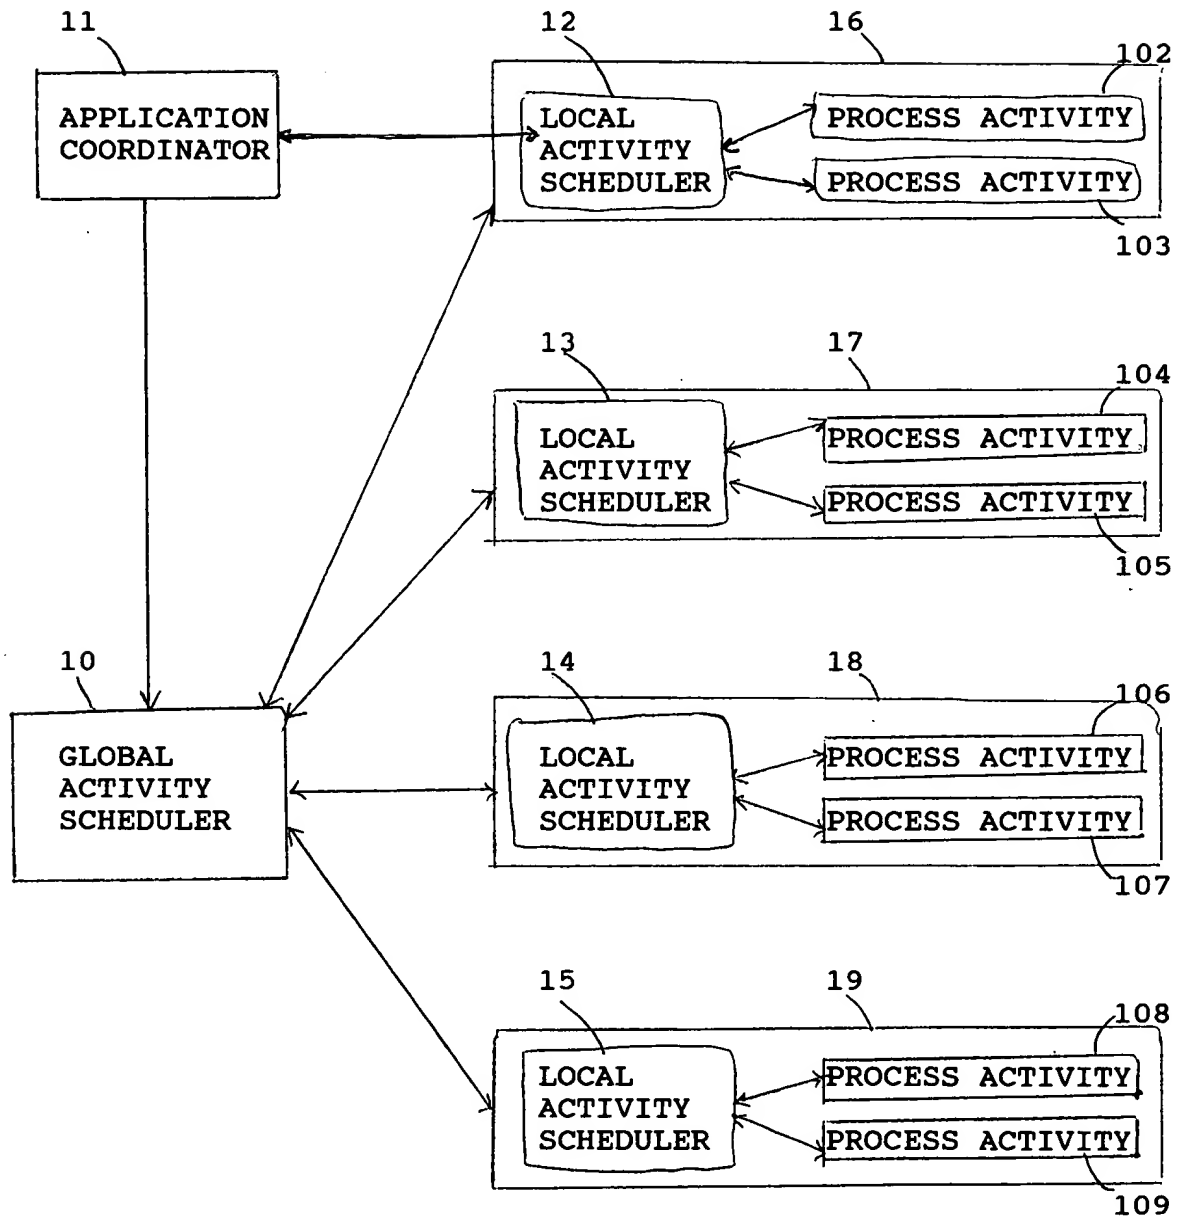 11
12
16
102
APPLICATION
COORDINATOR
LOCAL
ACTIVITY
SCHEDULER
PROCESS ACTIVITY
PROCESS ACTIVITY
103
13
17
104
LOCAL
ACTIVITY
SCHEDULER
PROCESS ACTIVITY
PROCESS ACTIVITY
105
10
14
18
106
GLOBAL
ACTIVITY
SCHEDULER
LOCAL
ACTIVITY
SCHEDULER
PROCESS ACTIVITY
PROCESS ACTIVITY
107
15
19
108
LOCAL
ACTIVITY
SCHEDULER
PROCESS ACTIVITY
PROCESS ACTIVITY
109